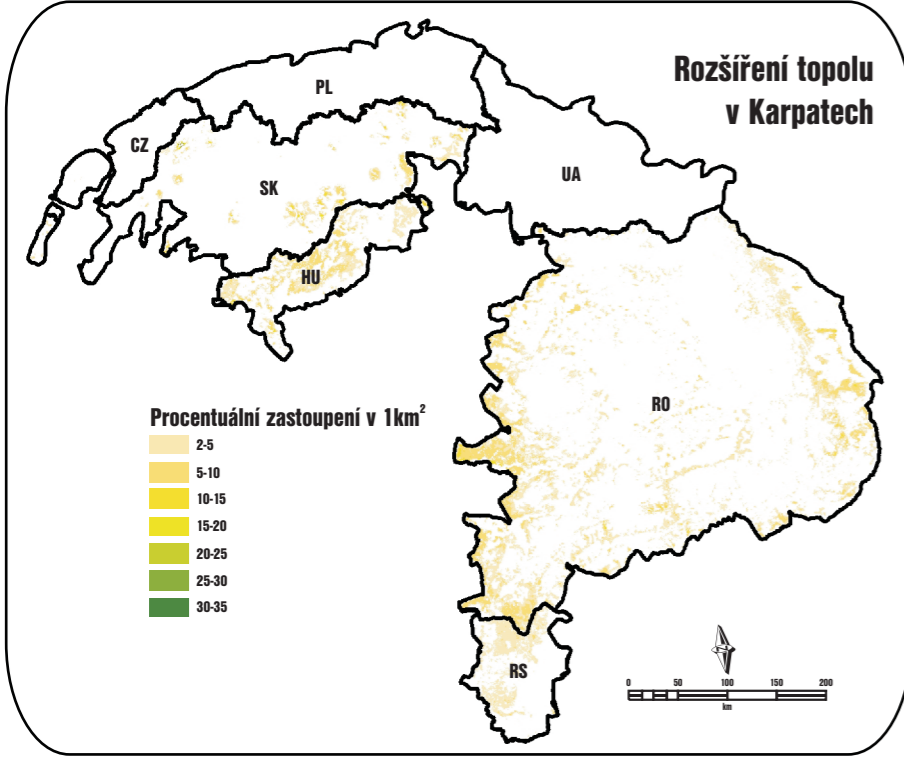 Rozšíření topolu
v Karpatech
PL
CZ
SK
UA
HU
RO
RS
Procentuální zastoupení v 1km²
2-5
5-10
10-15
15-20
20-25
25-30
30-35
0 50 100 150 200
km